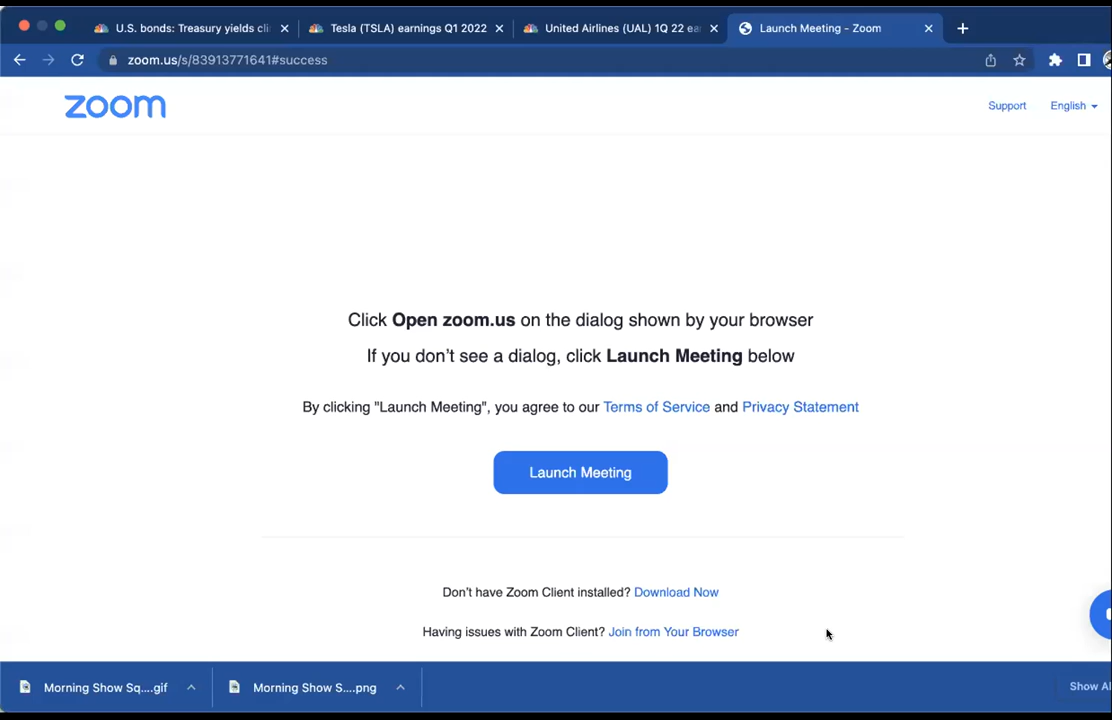 U.S. bonds: Treasury yields cli
Tesla (TSLA) earnings Q1 2022
United Airlines (UAL) 1Q 22 ea
Launch Meeting - Zoom
zoom.us/s/83913771641#success
zoom
Support
English
Click Open zoom.us on the dialog shown by your browser
If you don't see a dialog, click Launch Meeting below
By clicking "Launch Meeting", you agree to our Terms of Service and Privacy Statement
Launch Meeting
Don't have Zoom Client installed? Download Now
Having issues with Zoom Client? Join from Your Browser
Morning Show Sq....gif
Morning Show S....png
Show Al